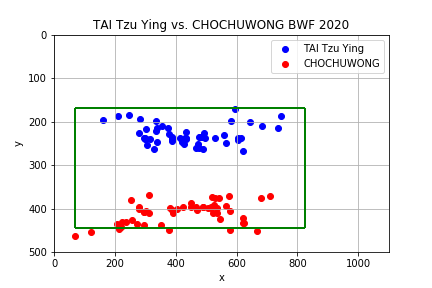 TAI Tzu Ying vs. CHOCHUWONG BWF 2020
TAI Tzu Ying
CHOCHUWONG
y
0
100
200
300
400
500
0 200 400 600 800 1000
x